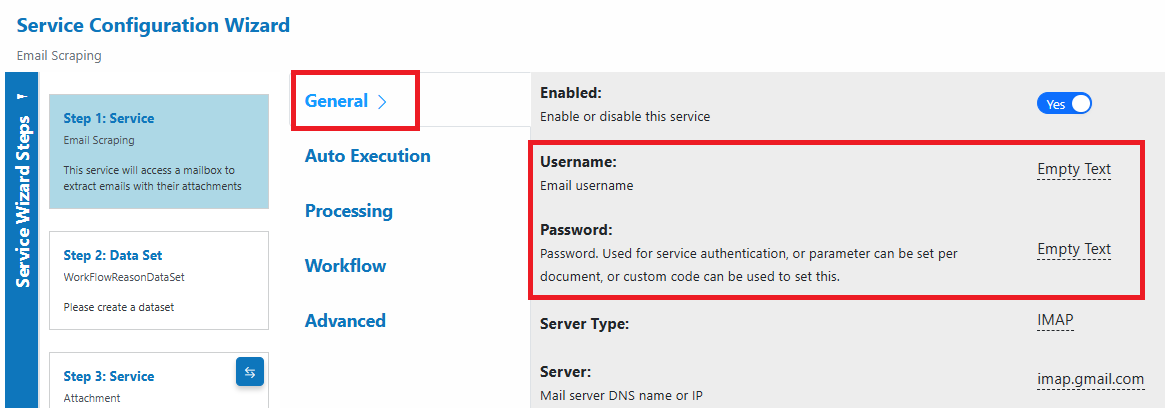 Service Configuration Wizard
Email Scraping
Service Wizard Steps
Step 1: Service
Email Scraping
This service will access a mailbox to
extract emails with their attachments
Step 2: Data Set
WorkFlowReasonDataSet
Please create a dataset
Step 3: Service
Attachment
General
Auto Execution
Processing
Workflow
Advanced
Enabled:
Enable or disable this service
Yes
Username:
Email username
Empty Text
Password:
Password. Used for service authentication, or parameter can be set per
document, or custom code can be used to set this.
Empty Text
Server Type:
IMAP
Server:
Mail server DNS name or IP
imap.gmail.com